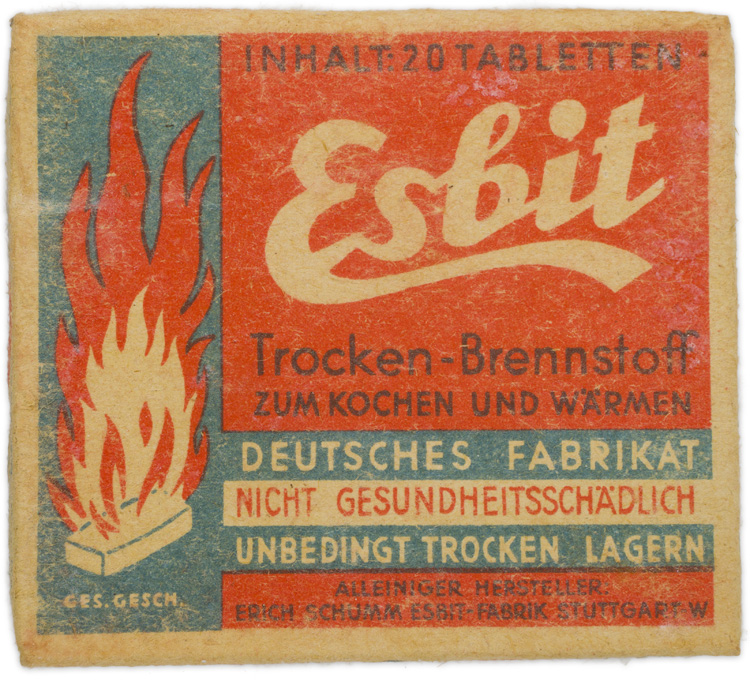 INHALT: 20 TABLETTEN
Esbit
Trocken-Brennstoff
ZUM KOCHEN UND WÄRMEN
DEUTSCHES FABRIKAT
NICHT GESUNDHEITSSCHÄDLICH
UNBEDINGT TROCKEN LAGERN
ALLEINIGER HERSTELLER:
ERICH SCHUMM ESBIT-FABRIK STUTTGART-W
GES. GESCH.